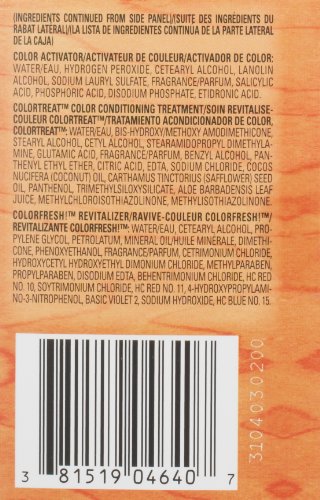 (INGREDIENTS CONTINUED FROM SIDE PANEL)/(SUITE DES INGRÉDIENTS DU
RABAT LATERAL)/(LA LISTA DE INGREDIENTES CONTINUA DE LA PARTE LATERAL
DE LA CAJA)
COLOR ACTIVATOR/ACTIVATEUR DE COULEUR/ACTIVADOR DE COLOR:
WATER/EAU, HYDROGEN PEROXIDE, CETEARYL ALCOHOL, LANOLIN
ALCOHOL, SODIUM LAURYL SULFATE, FRAGRANCE/PARFUM, SALICYLIC
ACID, PHOSPHORIC ACID, DISODIUM PHOSPHATE, ETIDRONIC ACID.
COLORTREAT™ COLOR CONDITIONING TREATMENT/SOIN REVITALISE-
COULEUR COLORTREAT™/TRATAMIENTO ACONDICIONADOR DE COLOR,
COLORTREAT™: WATER/EAU, BIS-HYDROXY/METHOXY AMODIMETHICONE,
STEARYL ALCOHOL, CETYL ALCOHOL, STEARAMIDOPROPYL DIMETHYLA-
MINE, GLUTAMIC ACID, FRAGRANCE/PARFUM, BENZYL ALCOHOL, PAN-
THENYL ETHYL ETHER, CITRIC ACID, EDTA, SODIUM CHLORIDE, COCOS
NUCIFERA (COCONUT) OIL, CARTHAMUS TINCTORIUS (SAFFLOWER) SEED
OIL, PANTHENOL, TRIMETHYLSILOXYSILICATE, ALOE BARBADENSIS LEAF
JUICE, METHYLCHLOROISOTHIAZOLINONE, METHYLISOTHIAZOLINONE.
COLORFRESH!™ REVITALIZER/RAVIVE-COULEUR COLORFRESH!™/
REVITALIZANTE COLORFRESH!™: WATER/EAU, CETEARYL ALCOHOL, PRO-
PYLENE GLYCOL, PETROLATUM, MINERAL OIL/HUILE MINÉRALE, DIMETHI-
CONE, PHENOXYETHANOL, FRAGRANCE/PARFUM, CETRIMONIUM CHLORIDE,
HYDROXYCETYL HYDROXYETHYL DIMONIUM CHLORIDE, METHYLPARABEN,
PROPYLPARABEN, DISODIUM EDTA, BEHENTRIMONIUM CHLORIDE, HC RED
NO. 10, SOYTRIMONIUM CHLORIDE, HC RED NO. 11, 4-HYDROXYPROPYLAMI-
NO-3-NITROPHENOL, BASIC VIOLET 2, SODIUM HYDROXIDE, HC BLUE NO. 15.
3104030200
3 81519 04640 7